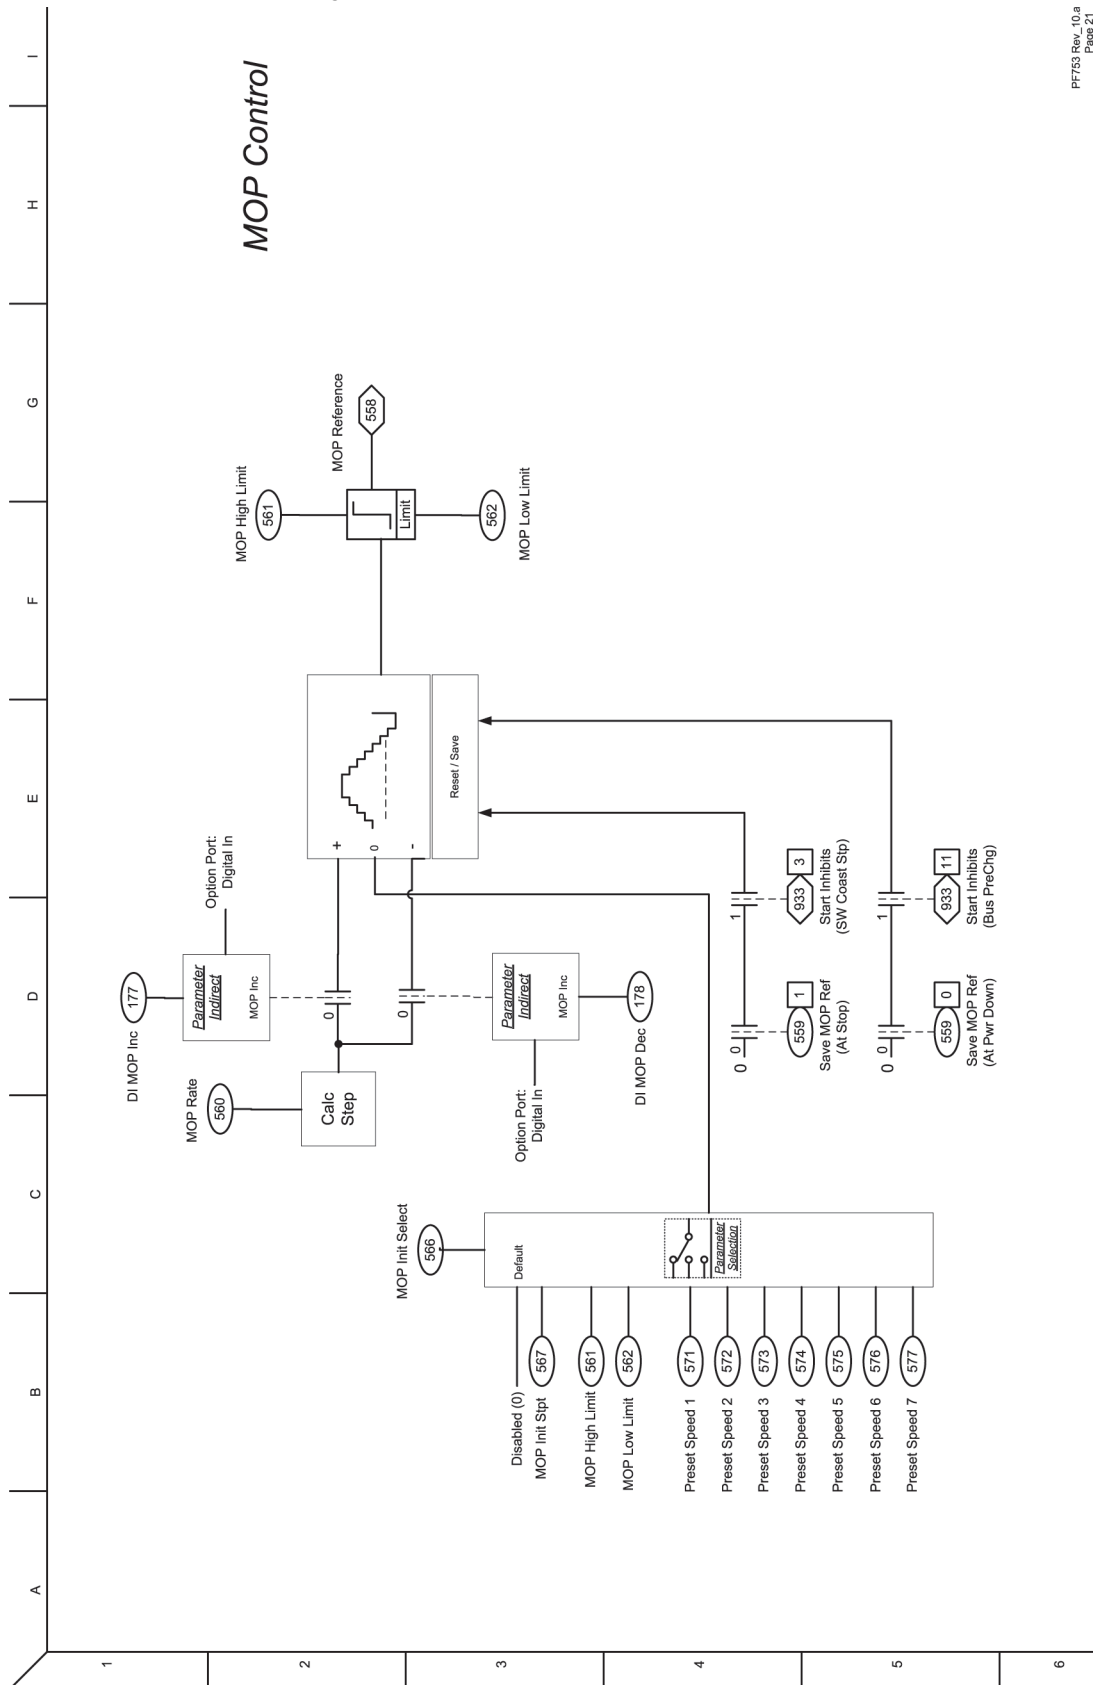 PF753 Rev_10.a
Page 21
MOP Control
A
B
C
D
E
F
G
H
I
1
2
3
4
5
6
DI MOP Inc
177
Parameter
Indirect
MOP Inc
Option Port:
Digital In
MOP Rate
560
Calc
Step
0
0
+
0
-
Reset / Save
MOP High Limit
561
Limit
562
MOP Low Limit
MOP Reference
558
Option Port:
Digital In
Parameter
Indirect
MOP Inc
178
DI MOP Dec
MOP Init Select
566
Default
Parameter
Selection
Disabled (0)
MOP Init Stpt
567
MOP High Limit
561
MOP Low Limit
562
Preset Speed 1
571
Preset Speed 2
572
Preset Speed 3
573
Preset Speed 4
574
Preset Speed 5
575
Preset Speed 6
576
Preset Speed 7
577
0
0
1
559
1
Save MOP Ref
(At Stop)
933
3
Start Inhibits
(SW Coast Stp)
0
0
1
559
0
Save MOP Ref
(At Pwr Down)
933
11
Start Inhibits
(Bus PreChg)